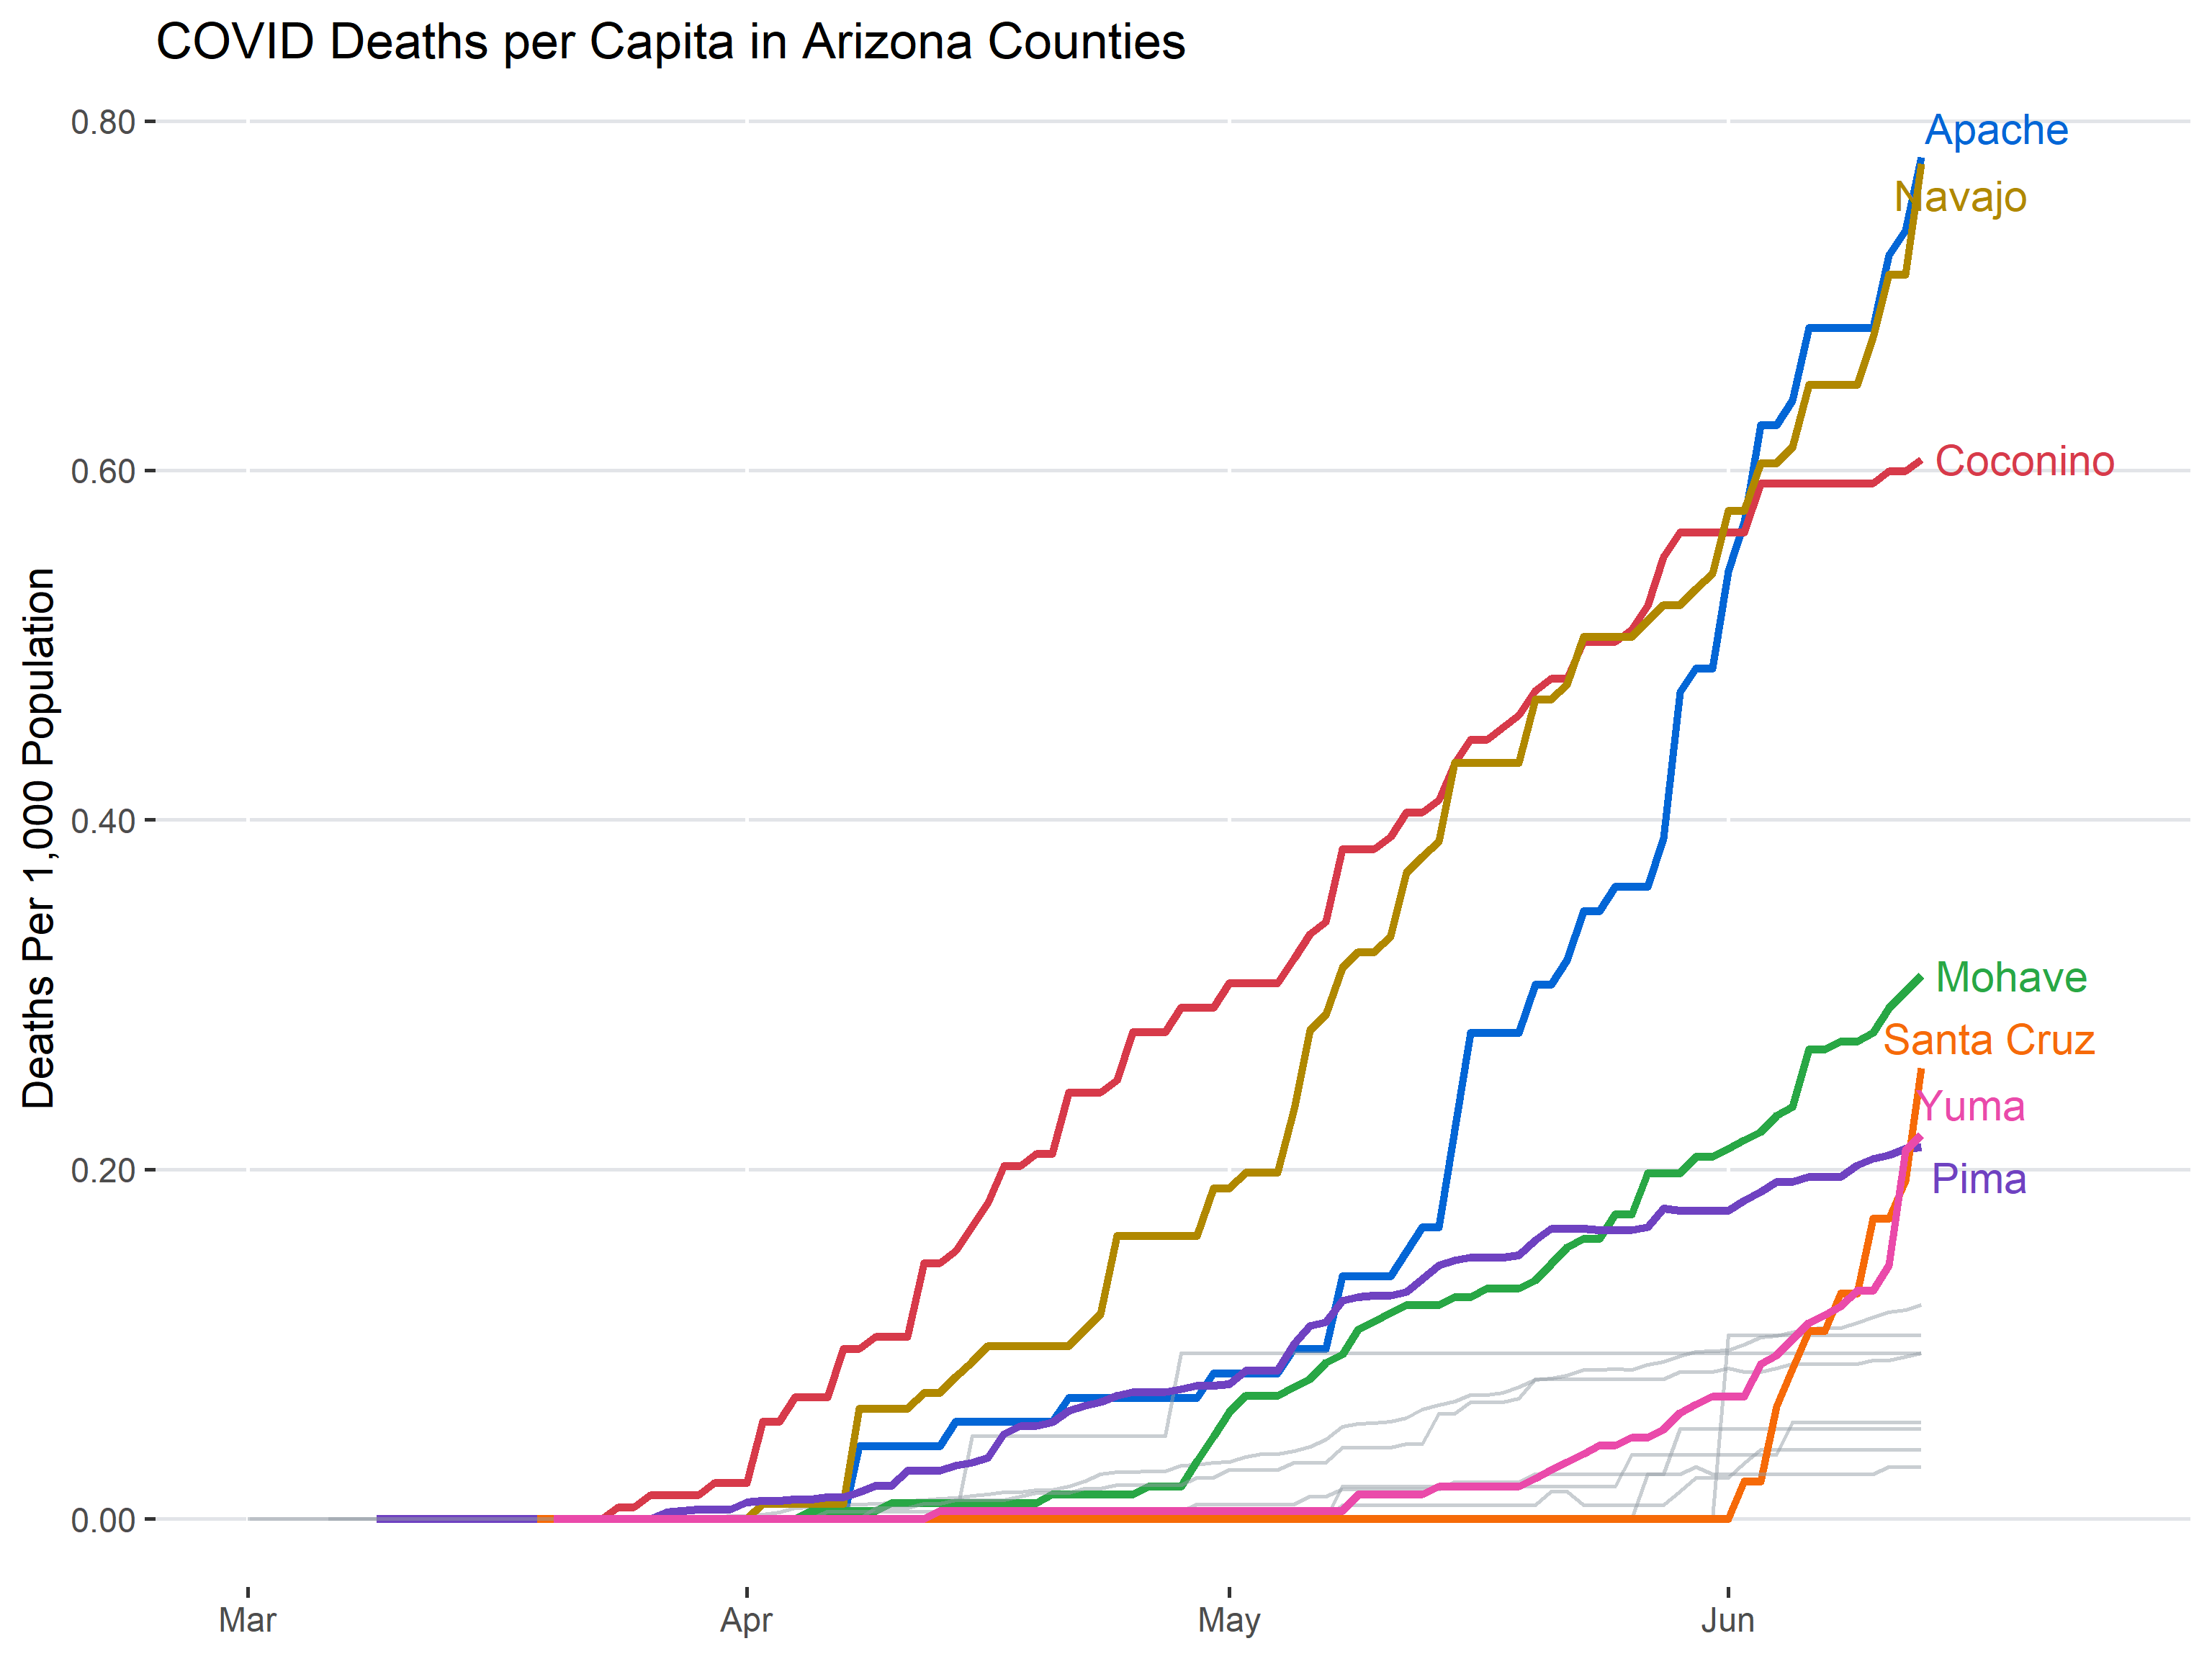 COVID Deaths per Capita in Arizona Counties
Deaths Per 1,000 Population
0.80
0.60
0.40
0.20
0.00
Apache
Navajo
Coconino
Mohave
Santa Cruz
Yuma
Pima
Mar
Apr
May
Jun